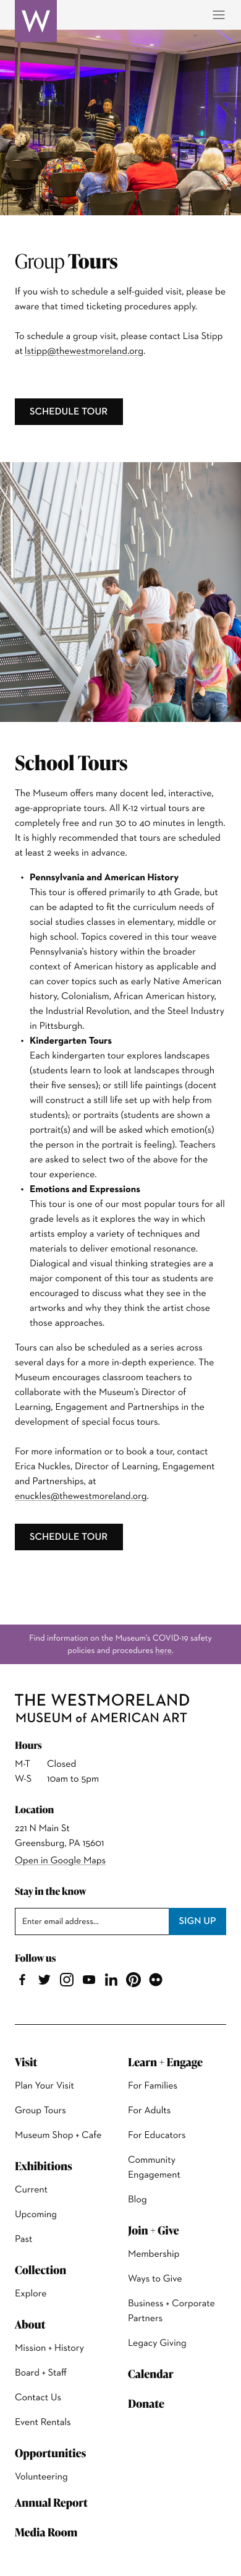 W
Group Tours
If you wish to schedule a self-guided visit, please be
aware that timed ticketing procedures apply.
To schedule a group visit, please contact Lisa Stipp
at lstipp@thewestmoreland.org.
SCHEDULE TOUR
School Tours
The Museum offers many docent led, interactive,
age-appropriate tours. All K-12 virtual tours are
completely free and run 30 to 40 minutes in length.
It is highly recommended that tours are scheduled
at least 2 weeks in advance.
• Pennsylvania and American History
This tour is offered primarily to 4th Grade, but
can be adapted to fit the curriculum needs of
social studies classes in elementary, middle or
high school. Topics covered in this tour weave
Pennsylvania's history within the broader
context of American history as applicable and
can cover topics such as early Native American
history, Colonialism, African American history,
the Industrial Revolution, and the Steel Industry
in Pittsburgh.
• Kindergarten Tours
Each kindergarten tour explores landscapes
(students learn to look at landscapes through
their five senses); or still life paintings (docent
will construct a still life set up with help from
students); or portraits (students are shown a
portrait(s) and will be asked which emotion(s)
the person in the portrait is feeling). Teachers
are asked to select two of the above for the
tour experience.
• Emotions and Expressions
This tour is one of our most popular tours for all
grade levels as it explores the way in which
artists employ a variety of techniques and
materials to deliver emotional resonance.
Dialogical and visual thinking strategies are a
major component of this tour as students are
encouraged to discuss what they see in the
artworks and why they think the artist chose
those approaches.
Tours can also be scheduled as a series across
several days for a more in-depth experience. The
Museum encourages classroom teachers to
collaborate with the Museum's Director of
Learning, Engagement and Partnerships in the
development of special focus tours.
For more information or to book a tour, contact
Erica Nuckles, Director of Learning, Engagement
and Partnerships, at
enuckles@thewestmoreland.org.
SCHEDULE TOUR
Find information on the Museum's COVID-19 safety
policies and procedures here.
THE WESTMORELAND
MUSEUM of AMERICAN ART
Hours
M-T Closed
W-S 10am to 5pm
Location
221 N Main St
Greensburg, PA 15601
Open in Google Maps
Stay in the know
Enter email address... SIGN UP
Follow us
Visit
Plan Your Visit
Group Tours
Museum Shop + Cafe
Exhibitions
Current
Upcoming
Past
Collection
Explore
About
Mission + History
Board + Staff
Contact Us
Event Rentals
Opportunities
Volunteering
Annual Report
Media Room
Learn + Engage
For Families
For Adults
For Educators
Community
Engagement
Blog
Join + Give
Membership
Ways to Give
Business + Corporate
Partners
Legacy Giving
Calendar
Donate